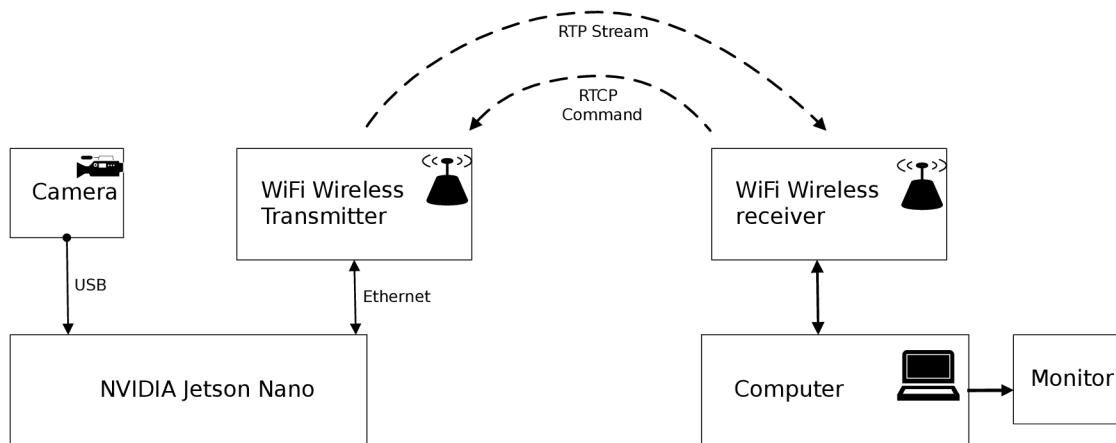 RTP Stream
RTCP
Command
Camera
WiFi Wireless
Transmitter
WiFi Wireless
receiver
USB
Ethernet
NVIDIA Jetson Nano
Computer
Monitor